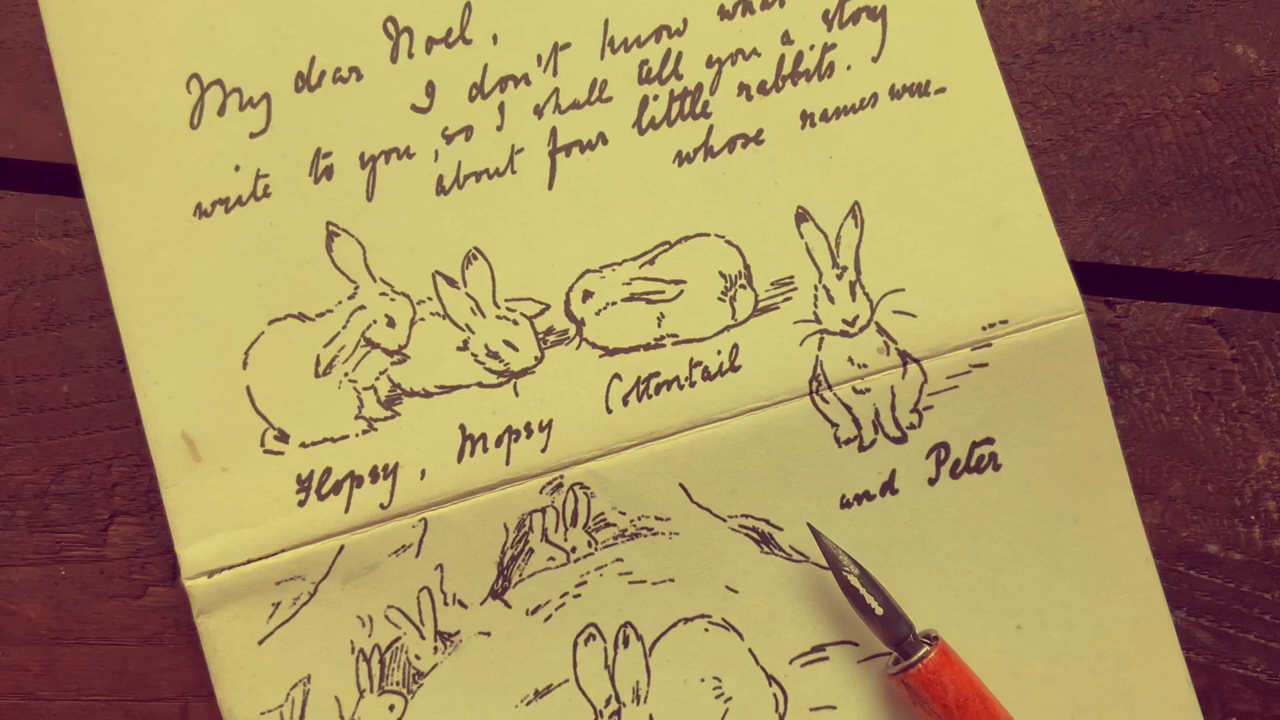 My dear Noel,
I don't know what
write to you, so I shall tell you a story
about four little rabbits.
whose names were—
Flopsy, Mopsy Cottontail
and Peter